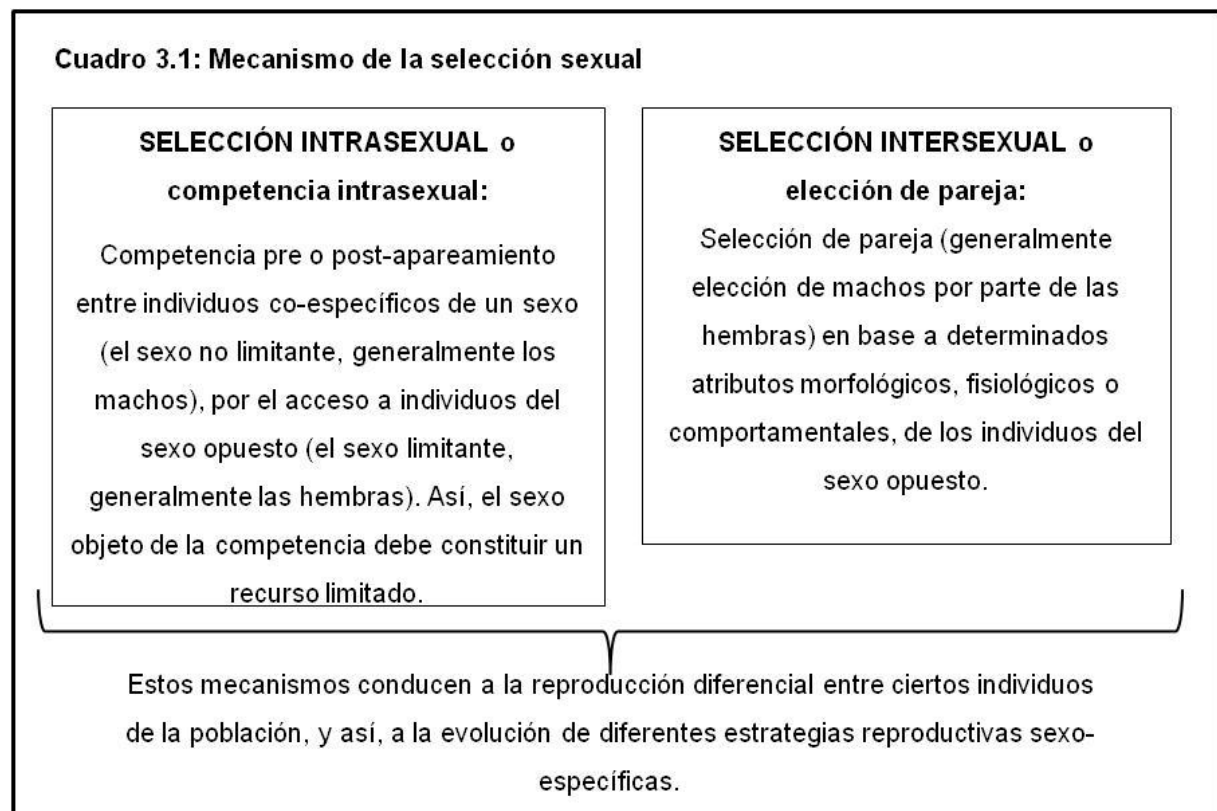 Cuadro 3.1: Mecanismo de la selección sexual
SELECCIÓN INTRASEXUAL o
competencia intrasexual:
Competencia pre o post-apareamiento
entre individuos co-específicos de un sexo
(el sexo no limitante, generalmente los
machos), por el acceso a individuos del
sexo opuesto (el sexo limitante,
generalmente las hembras). Así, el sexo
objeto de la competencia debe constituir un
recurso limitado.
SELECCIÓN INTERSEXUAL o
elección de pareja:
Selección de pareja (generalmente
elección de machos por parte de las
hembras) en base a determinados
atributos morfológicos, fisiológicos o
comportamentales, de los individuos del
sexo opuesto.
Estos mecanismos conducen a la reproducción diferencial entre ciertos individuos
de la población, y así, a la evolución de diferentes estrategias reproductivas sexo-
específicas.